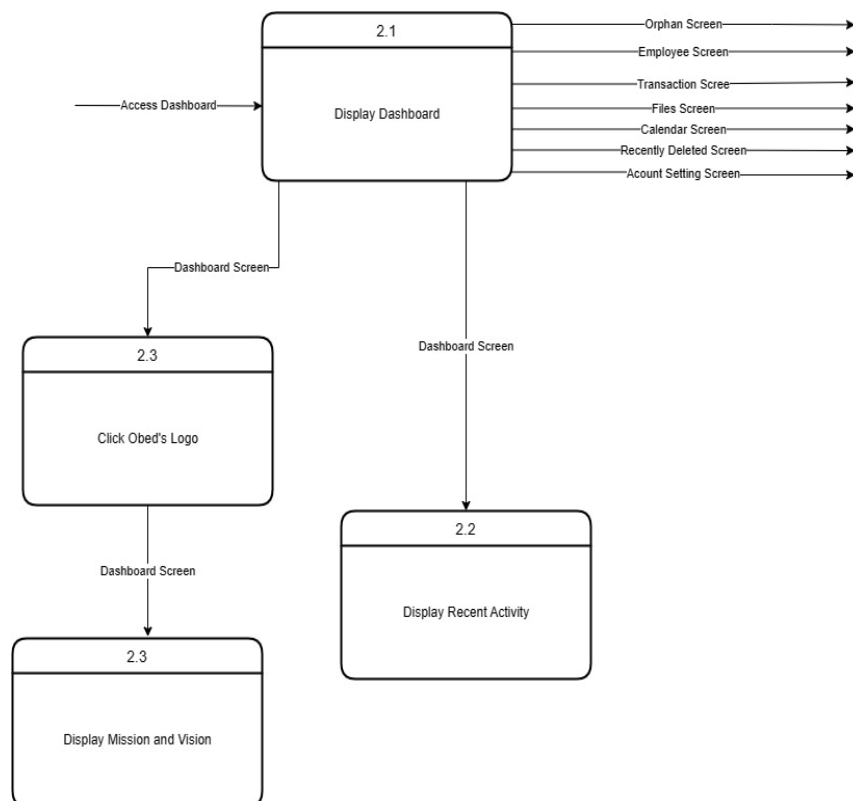 2.1
Display Dashboard
Access Dashboard
Orphan Screen
Employee Screen
Transaction Scree
Files Screen
Calendar Screen
Recently Deleted Screen
Acount Setting Screen
Dashboard Screen
Dashboard Screen
2.3
Click Obed's Logo
Dashboard Screen
2.2
Display Recent Activity
2.3
Display Mission and Vision